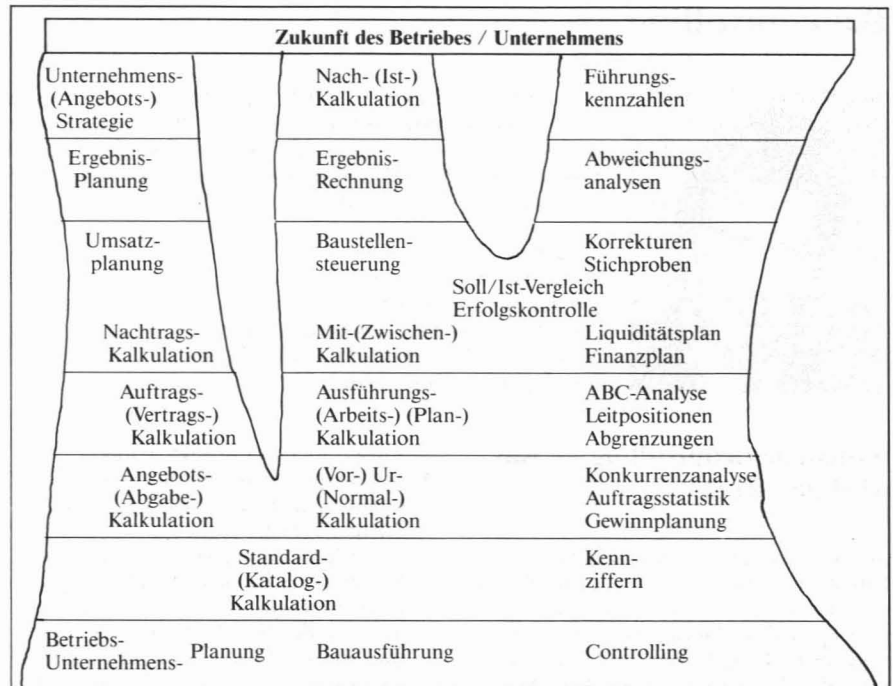 Zukunft des Betriebes / Unternehmens
Unternehmens-
(Angebots-)
Strategie
Nach- (Ist-)
Kalkulation
Führungs-
kennzahlen
Ergebnis-
Planung
Ergebnis-
Rechnung
Abweichungs-
analysen
Umsatz-
planung
Baustellen-
steuerung
Korrekturen
Stichproben
Soll/Ist-Vergleich
Erfolgskontrolle
Nachtrags-
Kalkulation
Mit-(Zwischen-)
Kalkulation
Liquiditätsplan
Finanzplan
Auftrags-
(Vertrags-)
Kalkulation
Ausführungs-
(Arbeits-) (Plan-)
Kalkulation
ABC-Analyse
Leitpositionen
Abgrenzungen
Angebots-
(Abgabe-)
Kalkulation
(Vor-) Ur-
(Normal-)
Kalkulation
Konkurrenzanalyse
Auftragsstatistik
Gewinnplanung
Standard-
(Katalog-)
Kalkulation
Kenn-
ziffern
Betriebs-
Unternehmens- Planung
Bauausführung
Controlling